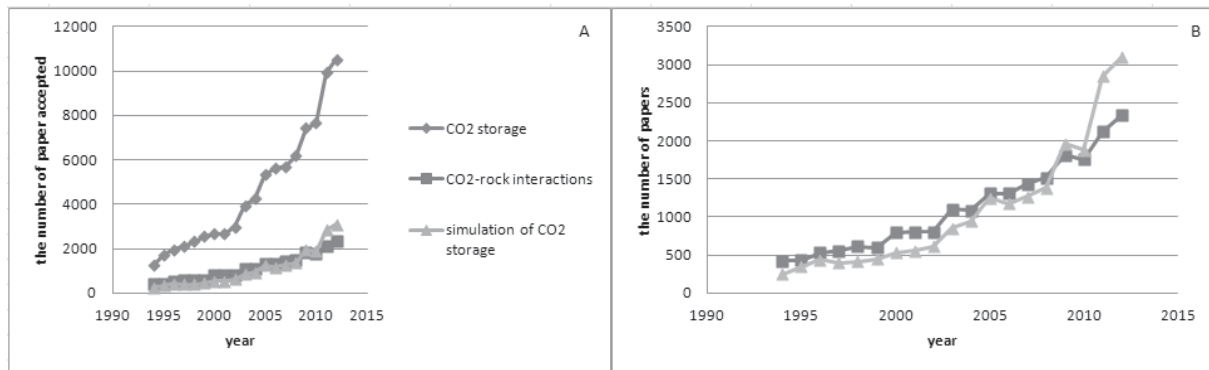 A
12000
10000
8000
6000
4000
2000
0
1990
1995
2000
2005
2010
2015
the number of paper accepted
year
CO2 storage
CO2-rock interactions
simulation of CO2
storage
B
3500
3000
2500
2000
1500
1000
500
0
1990
1995
2000
2005
2010
2015
the number of papers
year